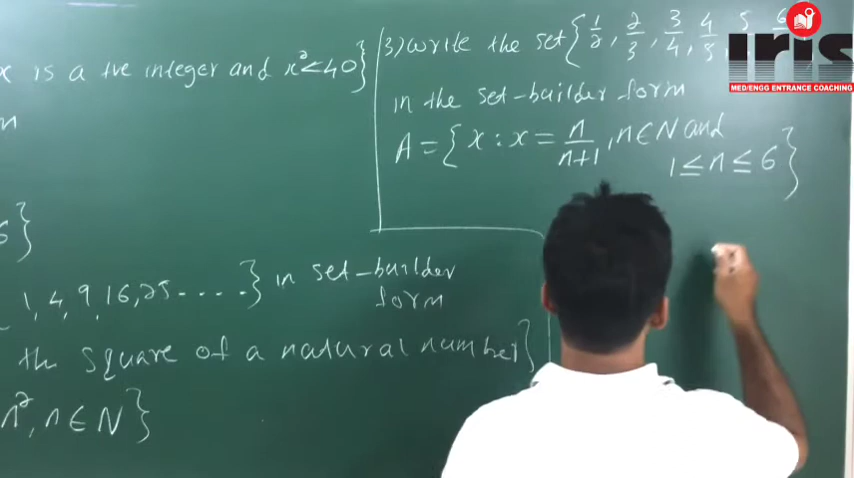 x is a +ve integer and x²<40}
m
6}
1,4,9,16,25-....} in set-builder
form
the square of a natural number}
n², n∈N}
3) Write the set {1/2, 2/3, 3/4, 4/5, 5
in the set-builder form
A = {x : x = n/n+1, n∈N and
1≤n≤6}
iris
MED/ENGG ENTRANCE COACHING